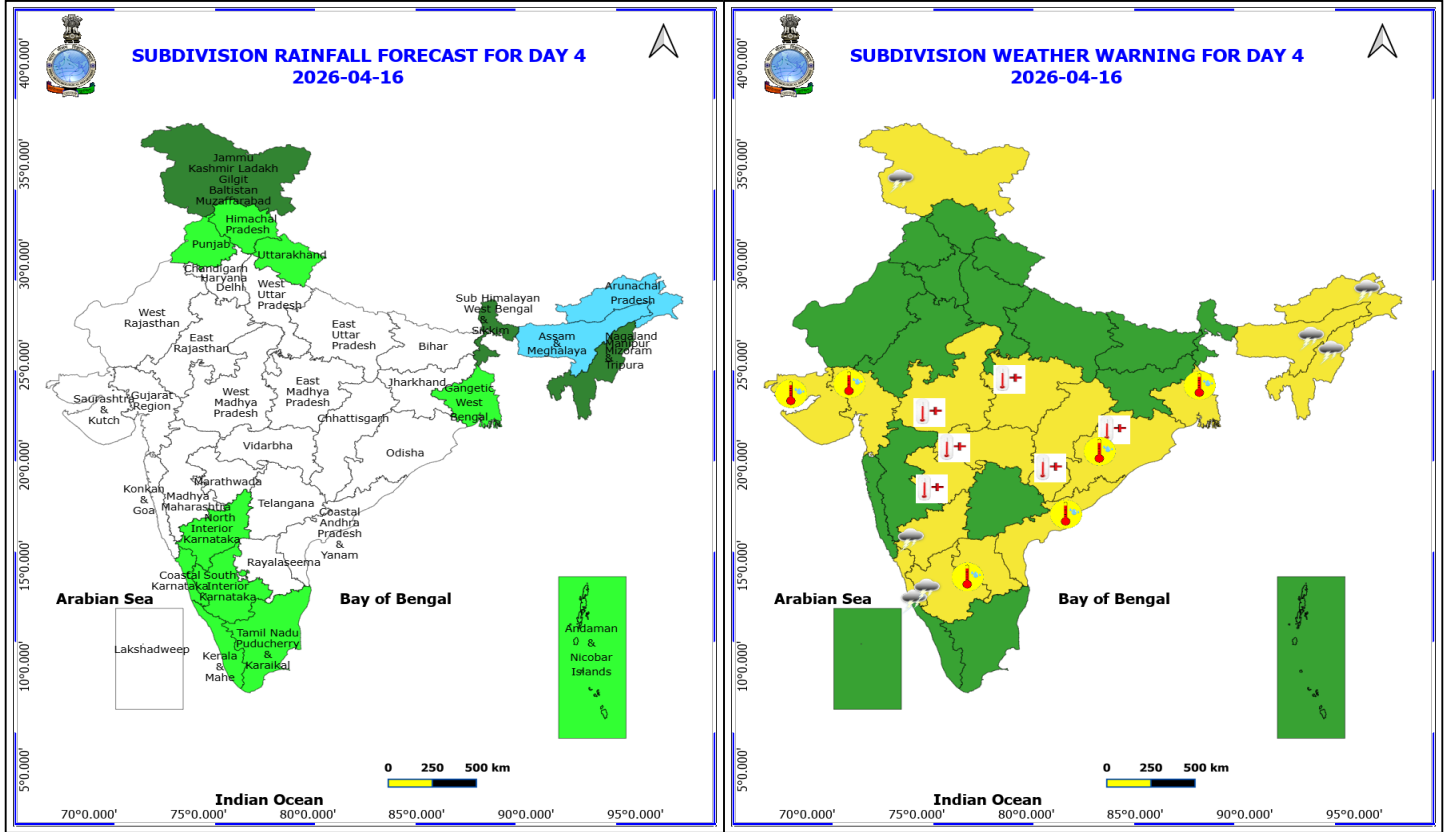 SUBDIVISION RAINFALL FORECAST FOR DAY 4
2026-04-16
40°0.000'
35°0.000'
30°0.000'
25°0.000'
20°0.000'
15°0.000'
10°0.000'
5°0.000'
Jammu
Kashmir Ladakh
Gilgit
Baltistan
Muzaffarabad
Himachal
Pradesh
Punjab
Uttarakhand
Chandigarh
Haryana
Delhi
West
Uttar
Pradesh
West
Rajasthan
East
Rajasthan
East
Uttar
Pradesh
Bihar
Sub Himalayan
West Bengal
&
Sikkim
Arunachal
Pradesh
Assam
&
Meghalaya
Nagaland
Manipur
Mizoram
&
Tripura
Saurashtra
&
Kutch
Gujarat
Region
West
Madhya
Pradesh
East
Madhya
Pradesh
Jharkhand
Gangetic
West
Bengal
Chhattisgarh
Vidarbha
Odisha
Konkan
&
Goa
Madhya
Maharashtra
Marathwada
Telangana
North
Interior
Karnataka
Coastal
Andhra
Pradesh
&
Yanam
Rayalaseema
Coastal
Karnataka
South
Interior
Karnataka
Arabian Sea
Bay of Bengal
Lakshadweep
Kerala
&
Mahe
Tamil Nadu
Puducherry
&
Karaikal
Andaman
&
Nicobar
Islands
0 250 500 km
Indian Ocean
70°0.000' 75°0.000' 80°0.000' 85°0.000' 90°0.000' 95°0.000'
SUBDIVISION WEATHER WARNING FOR DAY 4
2026-04-16
40°0.000'
35°0.000'
30°0.000'
25°0.000'
20°0.000'
15°0.000'
10°0.000'
5°0.000'
Arabian Sea
Bay of Bengal
0 250 500 km
Indian Ocean
70°0.000' 75°0.000' 80°0.000' 85°0.000' 90°0.000' 95°0.000'